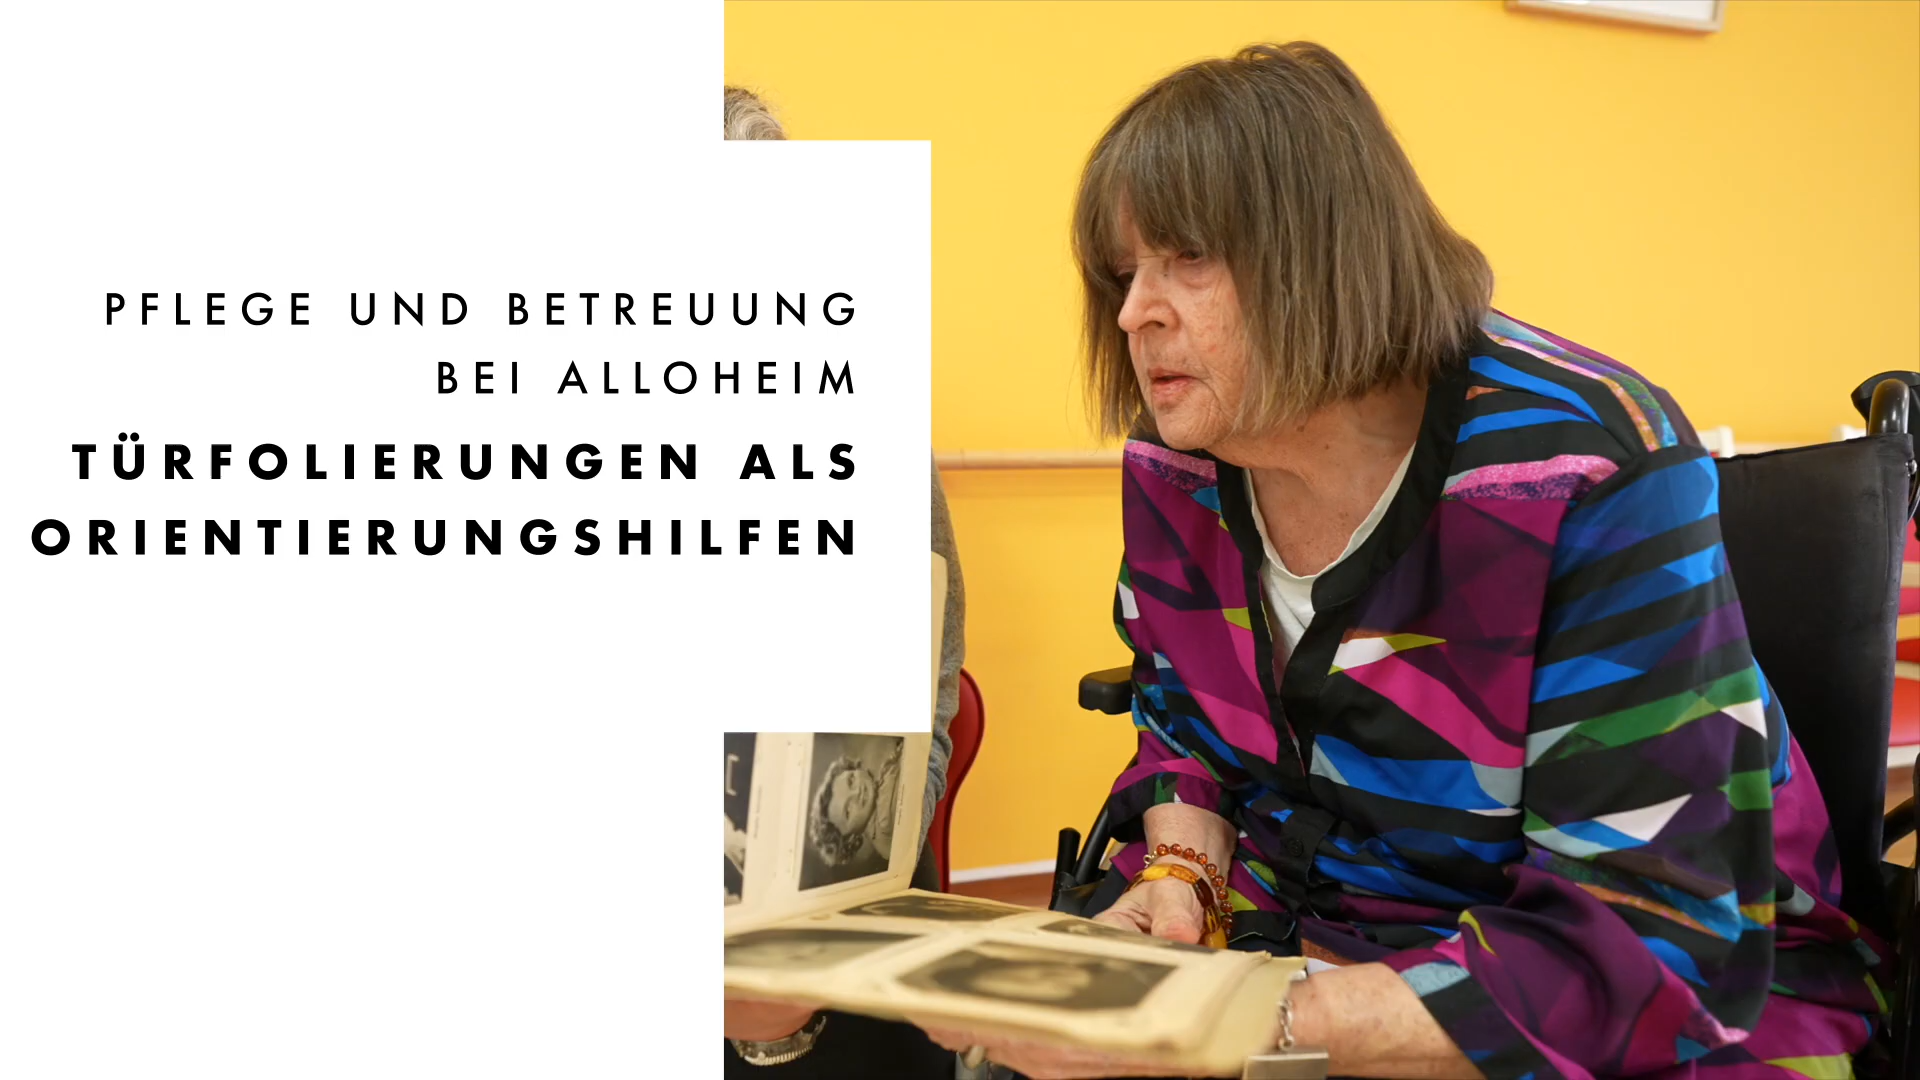 PFLEGE UND BETREUUNG
BEI ALLOHEIM
TÜRFOLIERUNGEN ALS
ORIENTIERUNGSHILFEN